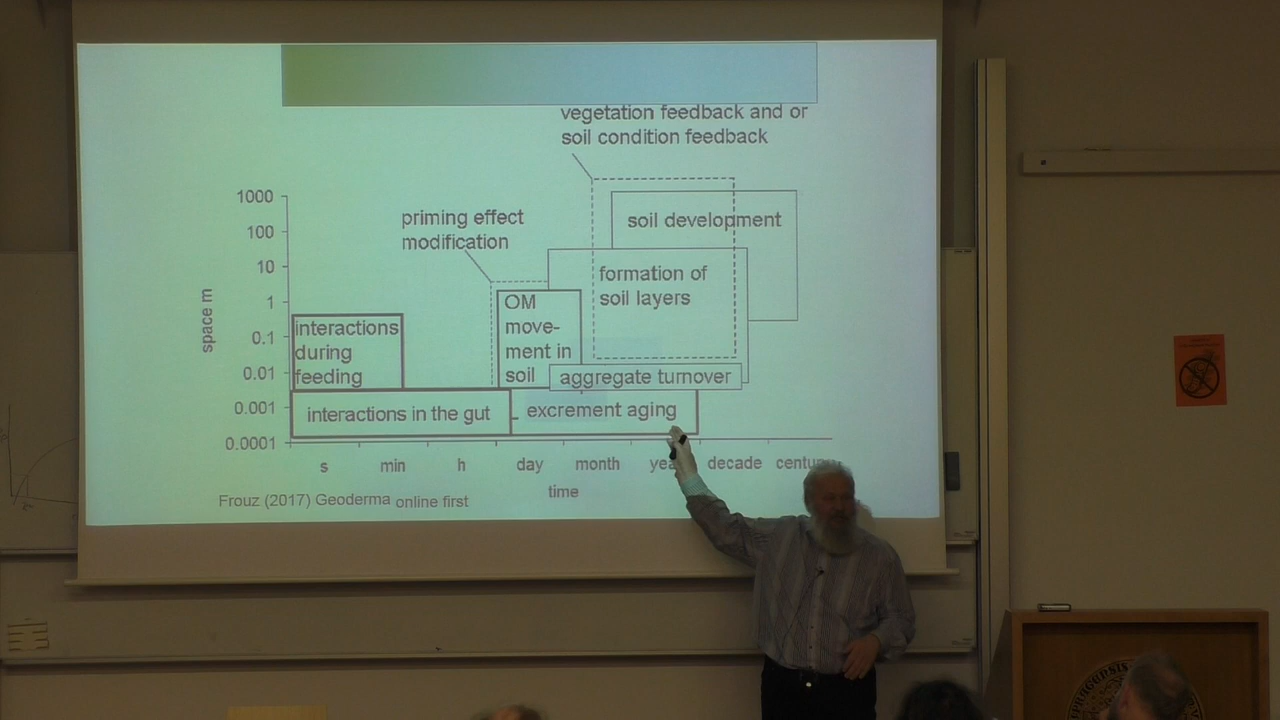 vegetation feedback and or
soil condition feedback
priming effect
modification
1000
100
10
1
0.1
0.01
0.001
0.0001
space m
soil development
formation of
soil layers
OM
move-
ment in
soil
interactions
during
feeding
aggregate turnover
interactions in the gut
excrement aging
s min h day month decade
time
Frouz (2017) Geoderma online first